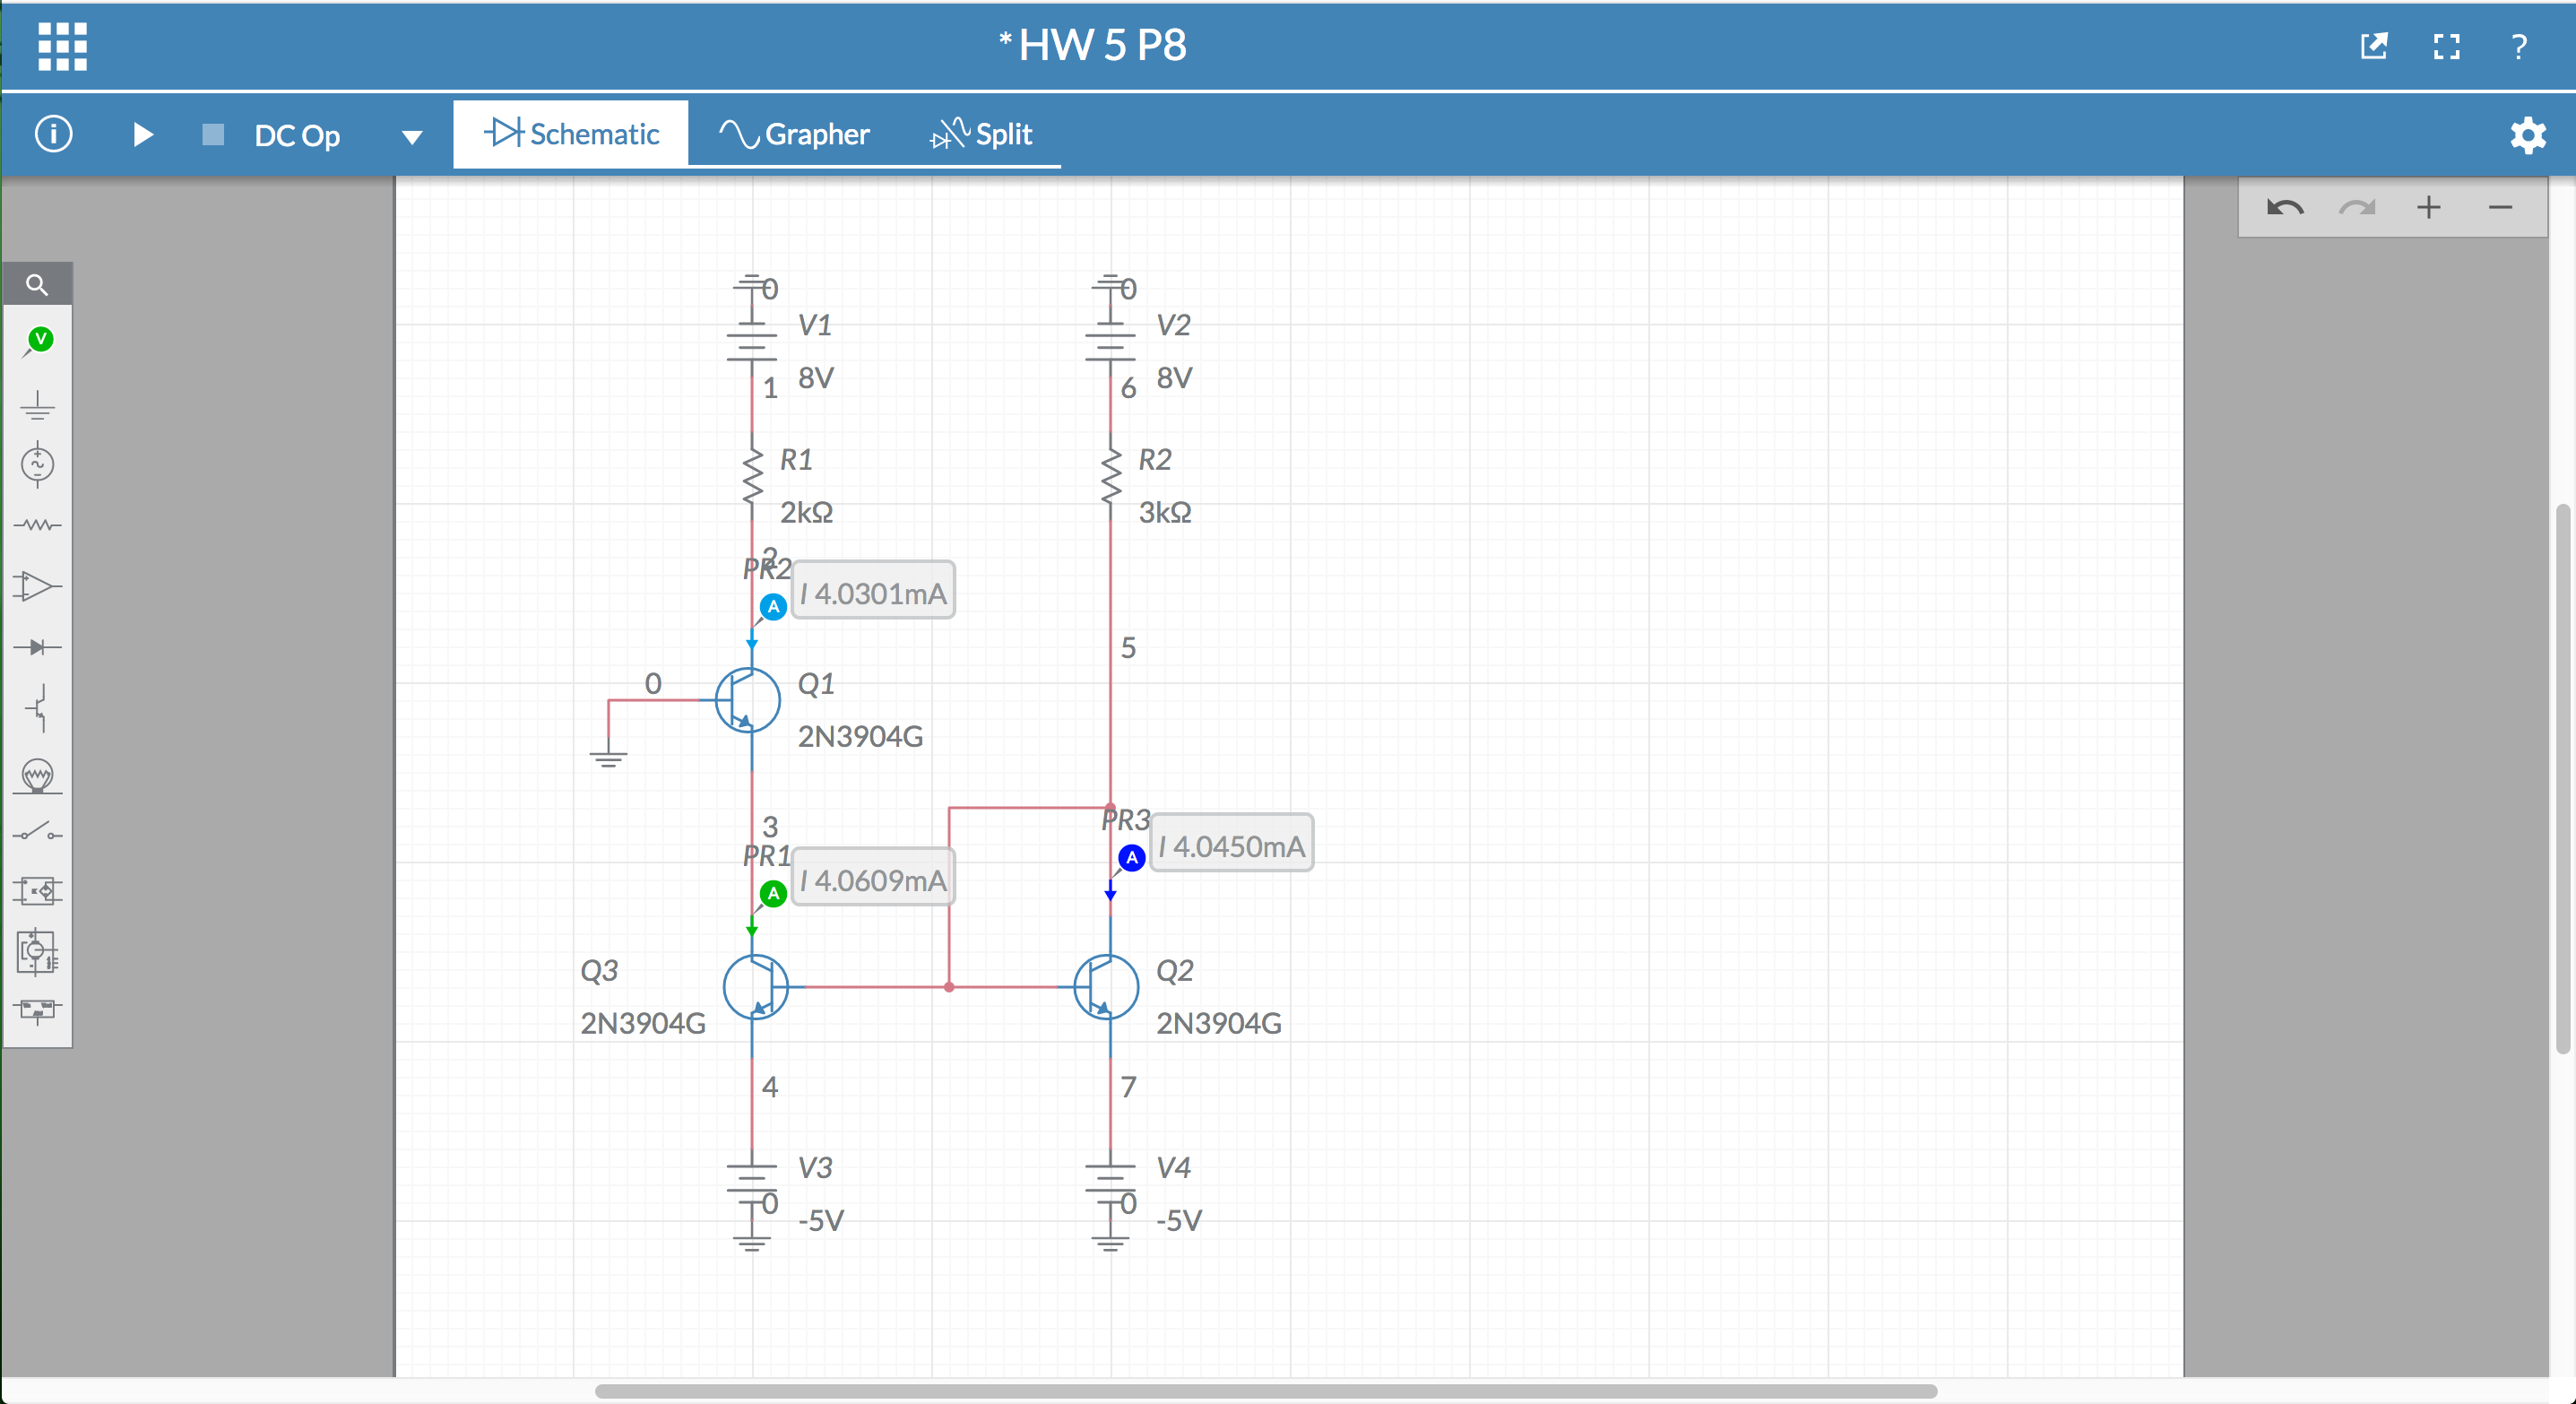 * HW 5 P8
?
i
DC Op
Schematic
Grapher
Split
V
0
V1
8V
1
0
V2
8V
6
R1
2kΩ
R2
3kΩ
2
PR2
I 4.0301mA
A
5
0
Q1
2N3904G
3
PR1
I 4.0609mA
A
PR3
I 4.0450mA
A
Q3
2N3904G
Q2
2N3904G
4
7
V3
0
-5V
V4
0
-5V